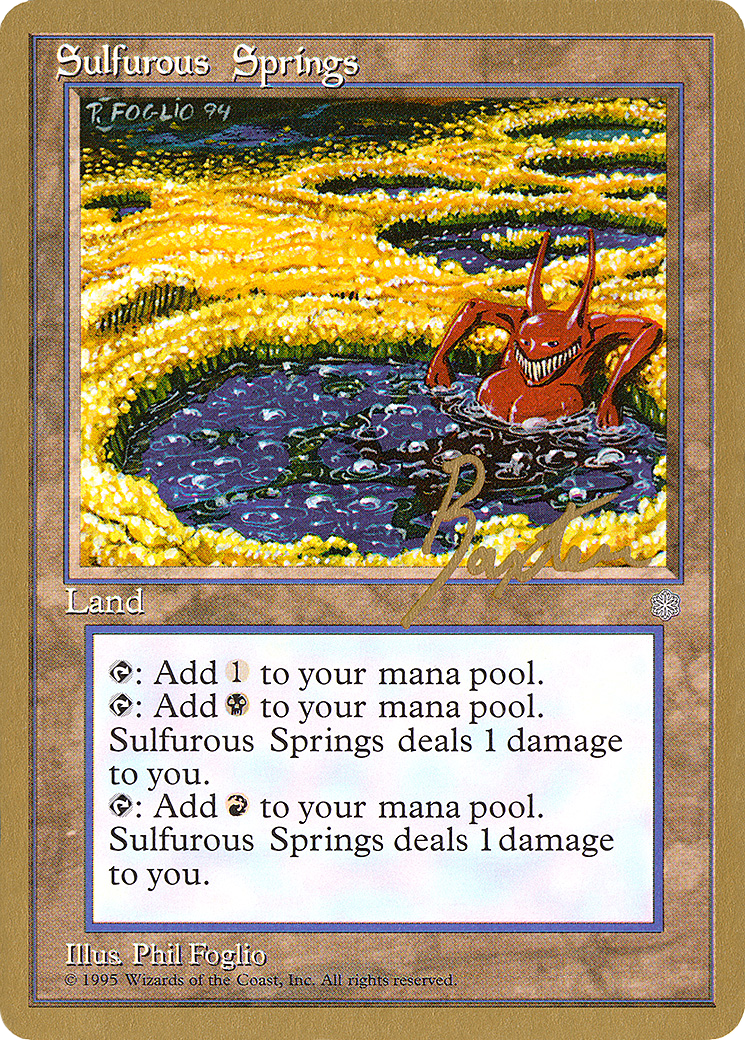 Sulfurous Springs
P. FOGLIO 94
Baxter
Land
: Add 1 to your mana pool.
: Add to your mana pool.
Sulfurous Springs deals 1 damage
to you.
: Add to your mana pool.
Sulfurous Springs deals 1 damage
to you.
Illus. Phil Foglio
© 1995 Wizards of the Coast, Inc. All rights reserved.